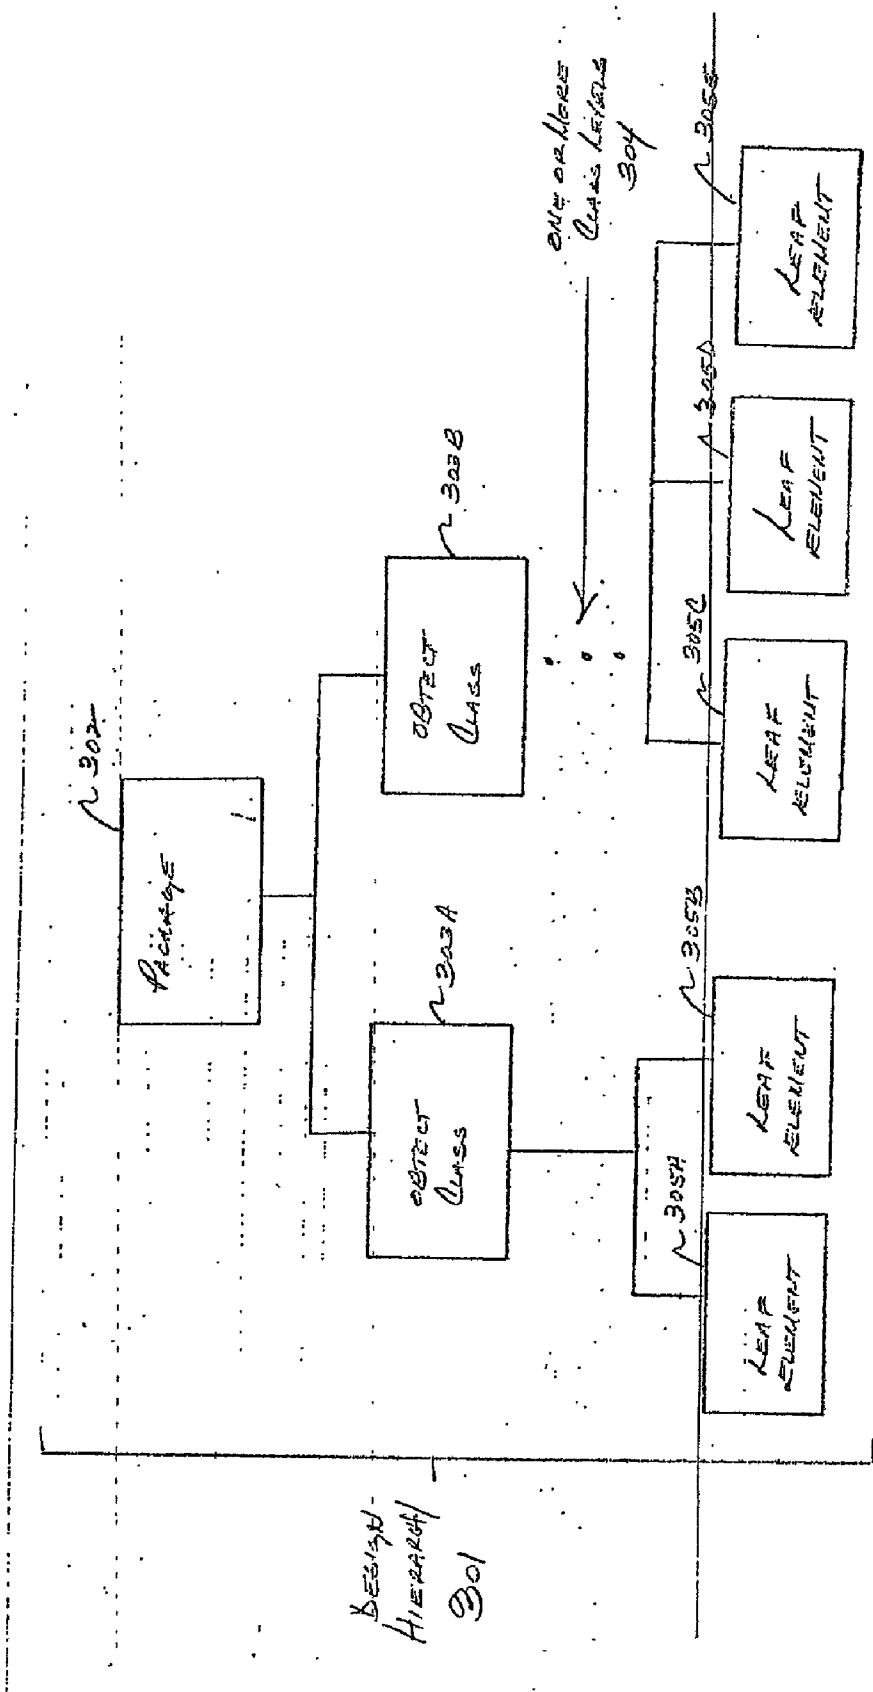 DESIGN
HIERARCHY
301
PACKAGE
302
OBJECT
CLASS
303A
OBJECT
CLASS
303B
ONE OR MORE
CLASS LEVELS
304
305A
LEAF
ELEMENT
305B
LEAF
ELEMENT
305C
LEAF
ELEMENT
305D
LEAF
ELEMENT
305E
LEAF
ELEMENT